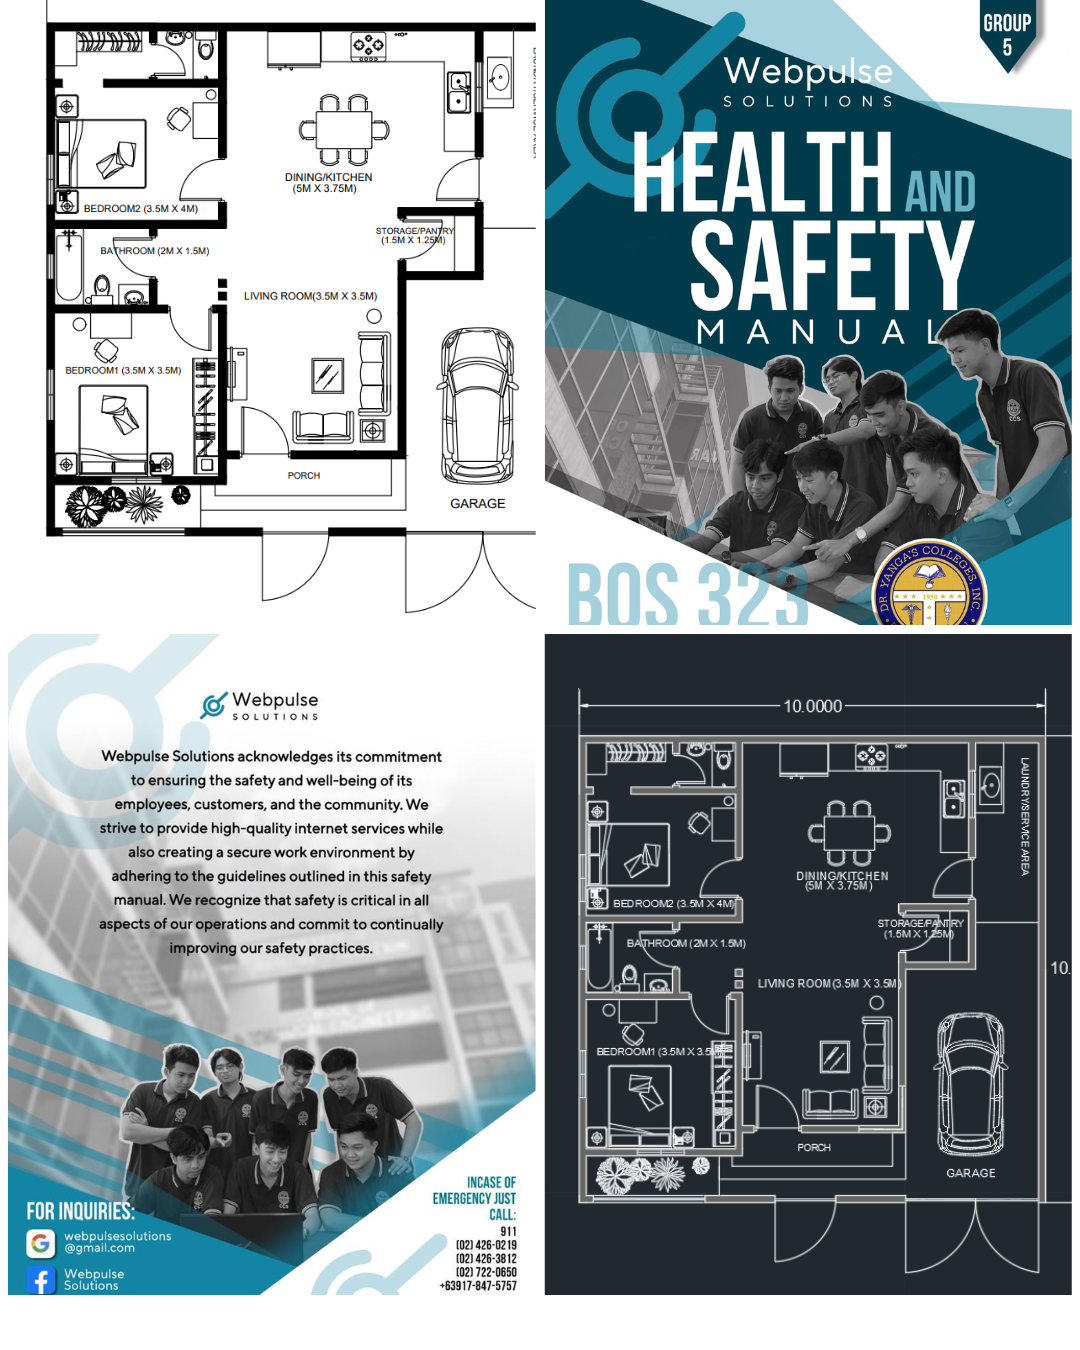 DINING/KITCHEN
(5M X 3.75M)
BEDROOM2 (3.5M X 4M)
STORAGE/PANTRY
(1.5M X 1.25M)
BATHROOM (2M X 1.5M)
LIVING ROOM(3.5M X 3.5M)
BEDROOM1 (3.5M X 3.5M)
PORCH
GARAGE
GROUP
5
Webpulse
SOLUTIONS
HEALTH AND
SAFETY
MANUAL
BOS 323
DR. YANGA'S COLLEGES, INC.
1950
Webpulse
SOLUTIONS
Webpulse Solutions acknowledges its commitment
to ensuring the safety and well-being of its
employees, customers, and the community. We
strive to provide high-quality internet services while
also creating a secure work environment by
adhering to the guidelines outlined in this safety
manual. We recognize that safety is critical in all
aspects of our operations and commit to continually
improving our safety practices.
FOR INQUIRIES:
webpulsesolutions
@gmail.com
Webpulse
Solutions
INCASE OF
EMERGENCY JUST
CALL:
911
(02) 426-0219
(02) 426-3812
(02) 722-0650
+63917-847-5757
10.0000
LAUNDRY/SERVICE AREA
DINING/KITCHEN
(5M X 3.75M)
BEDROOM2 (3.5M X 4M)
STORAGE/PANTRY
(1.5M X 1.25M)
BATHROOM (2M X 1.5M)
10.
LIVING ROOM(3.5M X 3.5M)
BEDROOM1 (3.5M X 3.5M)
PORCH
GARAGE